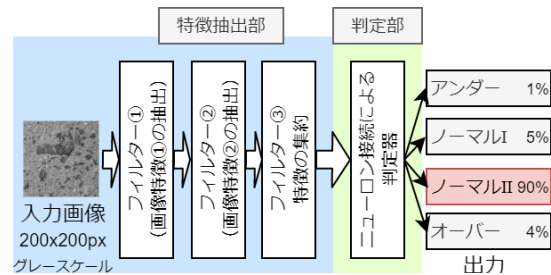 特徴抽出部
判定部
入力画像
200x200px
グレースケール
フィルター①
(画像特徴①の抽出)
フィルター②
(画像特徴②の抽出)
フィルター③
特徴の集約
ニューロン接続による
判定器
アンダー 1%
ノーマルI 5%
ノーマルII 90%
オーバー 4%
出力